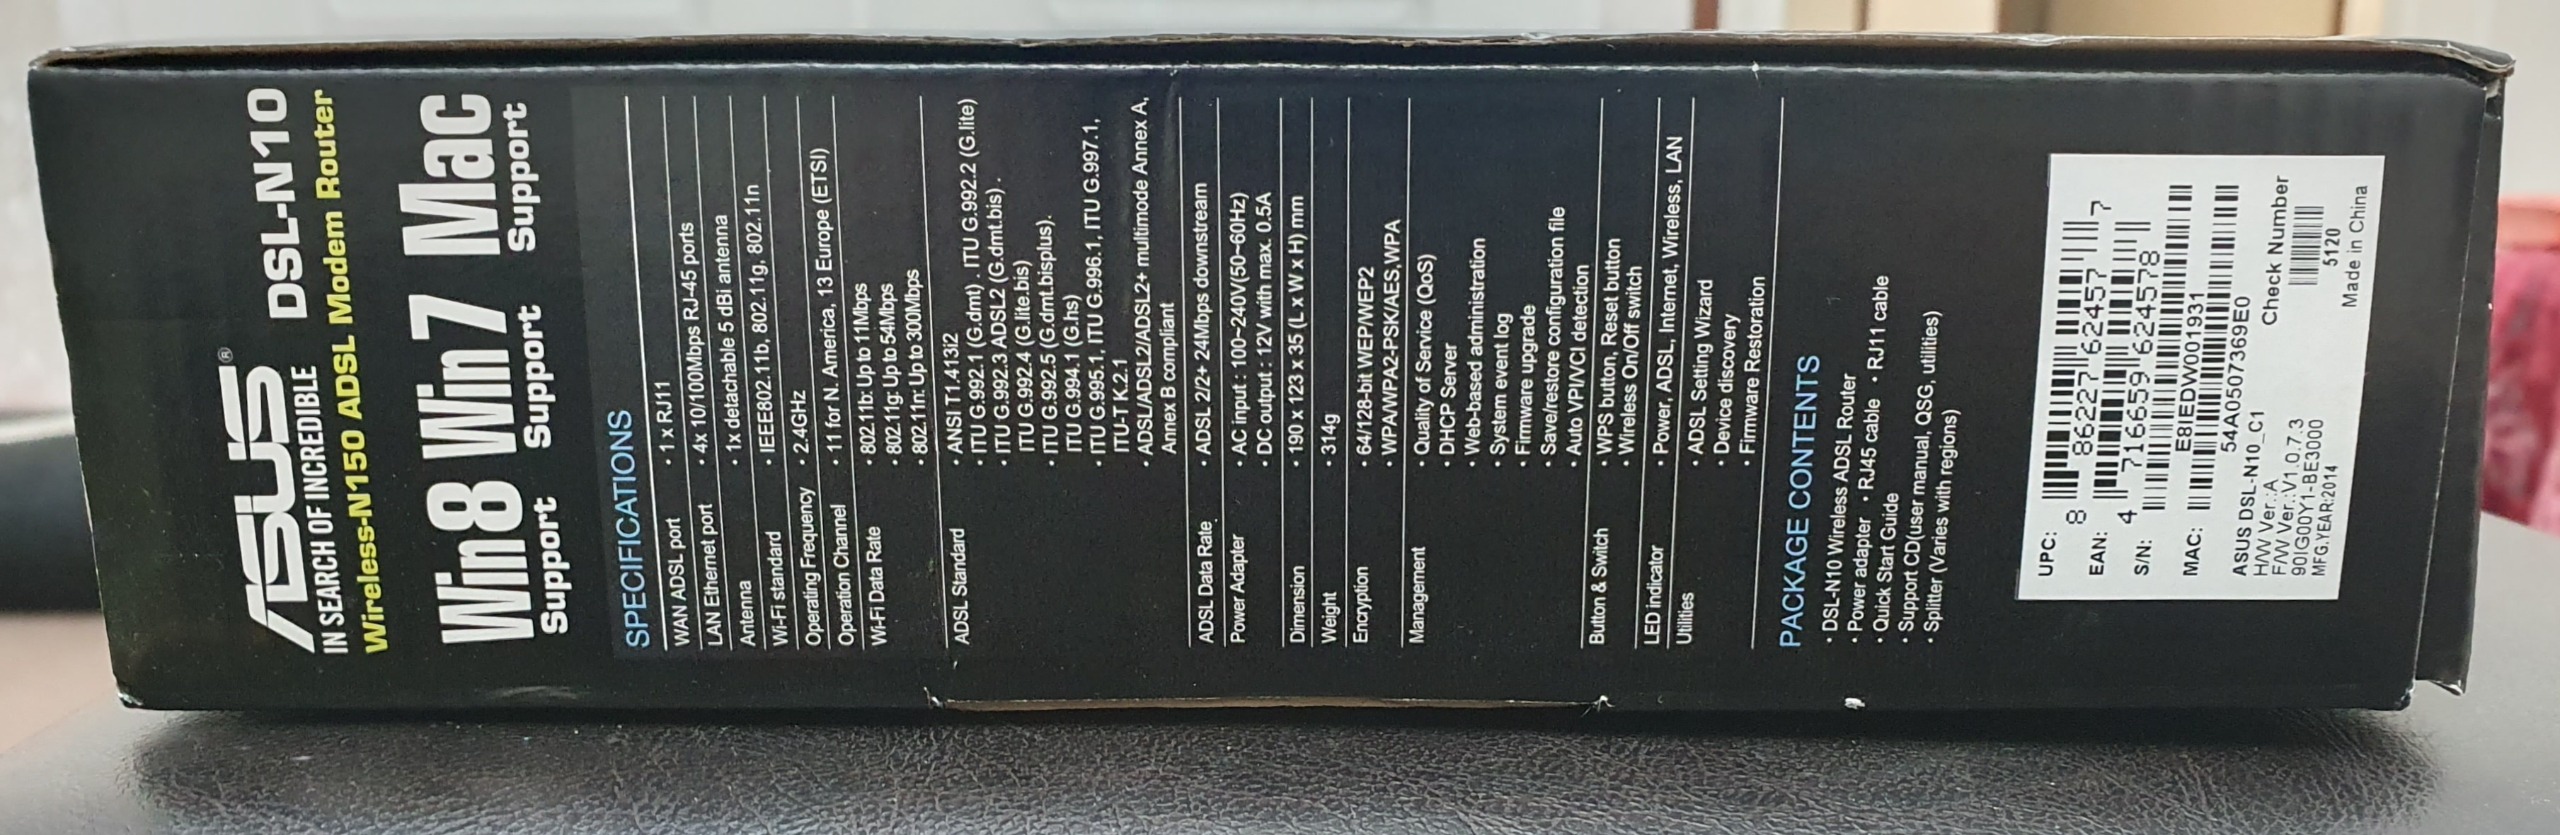 ASUS®
IN SEARCH OF INCREDIBLE
DSL-N10
Wireless-N150 ADSL Modem Router
Win8 Support
Win7 Support
Mac Support
SPECIFICATIONS
WAN ADSL port • 1 x RJ11
LAN Ethernet port • 4x 10/100Mbps RJ-45 ports
Antenna • 1x detachable 5 dBi antenna
Wi-Fi standard • IEEE802.11b, 802.11g, 802.11n
Operating Frequency • 2.4GHz
Operation Channel • 11 for N. America, 13 Europe (ETSI)
Wi-Fi Data Rate • 802.11b: Up to 11Mbps
• 802.11g: Up to 54Mbps
• 802.11n: Up to 300Mbps
ADSL Standard • ANSI T1.413i2
• ITU G.992.1 (G.dmt) . ITU G.992.2 (G.lite)
• ITU G.992.3 ADSL2 (G.dmt.bis) .
ITU G.992.4 (G.lite.bis)
• ITU G.992.5 (G.dmt.bisplus).
ITU G.994.1 (G.hs)
• ITU G.995.1, ITU G.996.1, ITU G.997.1,
ITU-T K.2.1
• ADSL/ADSL2/ADSL2+ multimode Annex A,
Annex B compliant
ADSL Data Rate • ADSL 2/2+ 24Mbps downstream
Power Adapter • AC input : 100~240V(50~60Hz)
• DC output : 12V with max. 0.5A
Dimension • 190 x 123 x 35 (L x W x H) mm
Weight • 314g
Encryption • 64/128-bit WEP/WEP2
• WPA/WPA2-PSK/AES,WPA
Management • Quality of Service (QoS)
• DHCP Server
• Web-based administration
• System event log
• Firmware upgrade
• Save/restore configuration file
• Auto VPI/VCI detection
Button & Switch • WPS button, Reset button
• Wireless On/Off switch
LED indicator • Power, ADSL, Internet, Wireless, LAN
Utilities • ADSL Setting Wizard
• Device discovery
• Firmware Restoration
PACKAGE CONTENTS
• DSL-N10 Wireless ADSL Router
• Power adapter • RJ45 cable • RJ11 cable
• Quick Start Guide
• Support CD(user manual, QSG, utilities)
• Splitter (Varies with regions)
UPC: 8 86227 62457 7
EAN: 4 716659 624578
S/N: E8IEDW001931
MAC: 54A0507369E0
ASUS DSL-N10_C1
H/W Ver.:A
F/W Ver.:V1.0.7.3
90IG00Y1-BE3000
MFG.YEAR:2014
Check Number
5120
Made in China